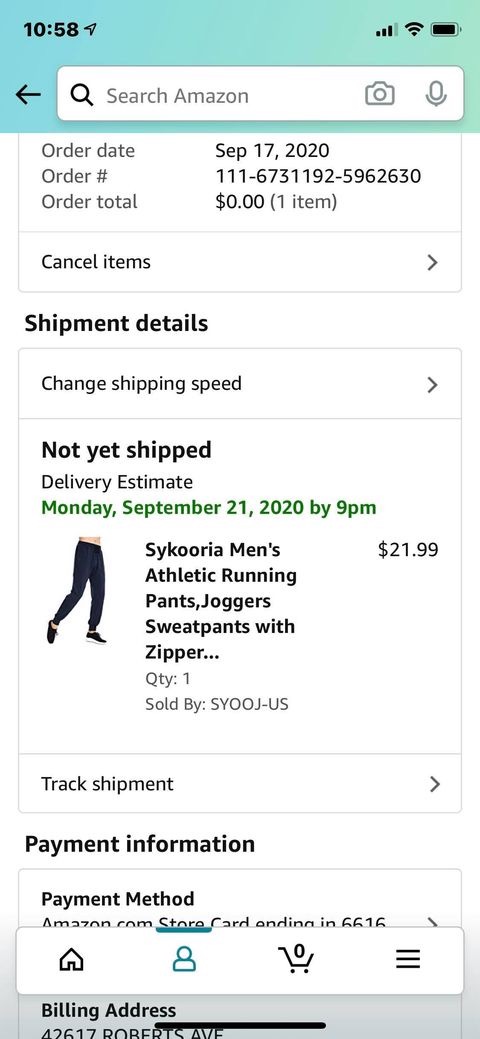 10:58
Search Amazon
Order date Sep 17, 2020
Order # 111-6731192-5962630
Order total $0.00 (1 item)
Cancel items
Shipment details
Change shipping speed
Not yet shipped
Delivery Estimate
Monday, September 21, 2020 by 9pm
Sykooria Men's $21.99
Athletic Running
Pants,Joggers
Sweatpants with
Zipper...
Qty: 1
Sold By: SYOOJ-US
Track shipment
Payment information
Payment Method
Amazon.com Store Card ending in 6616
0
Billing Address
42617 ROBERTS AVE